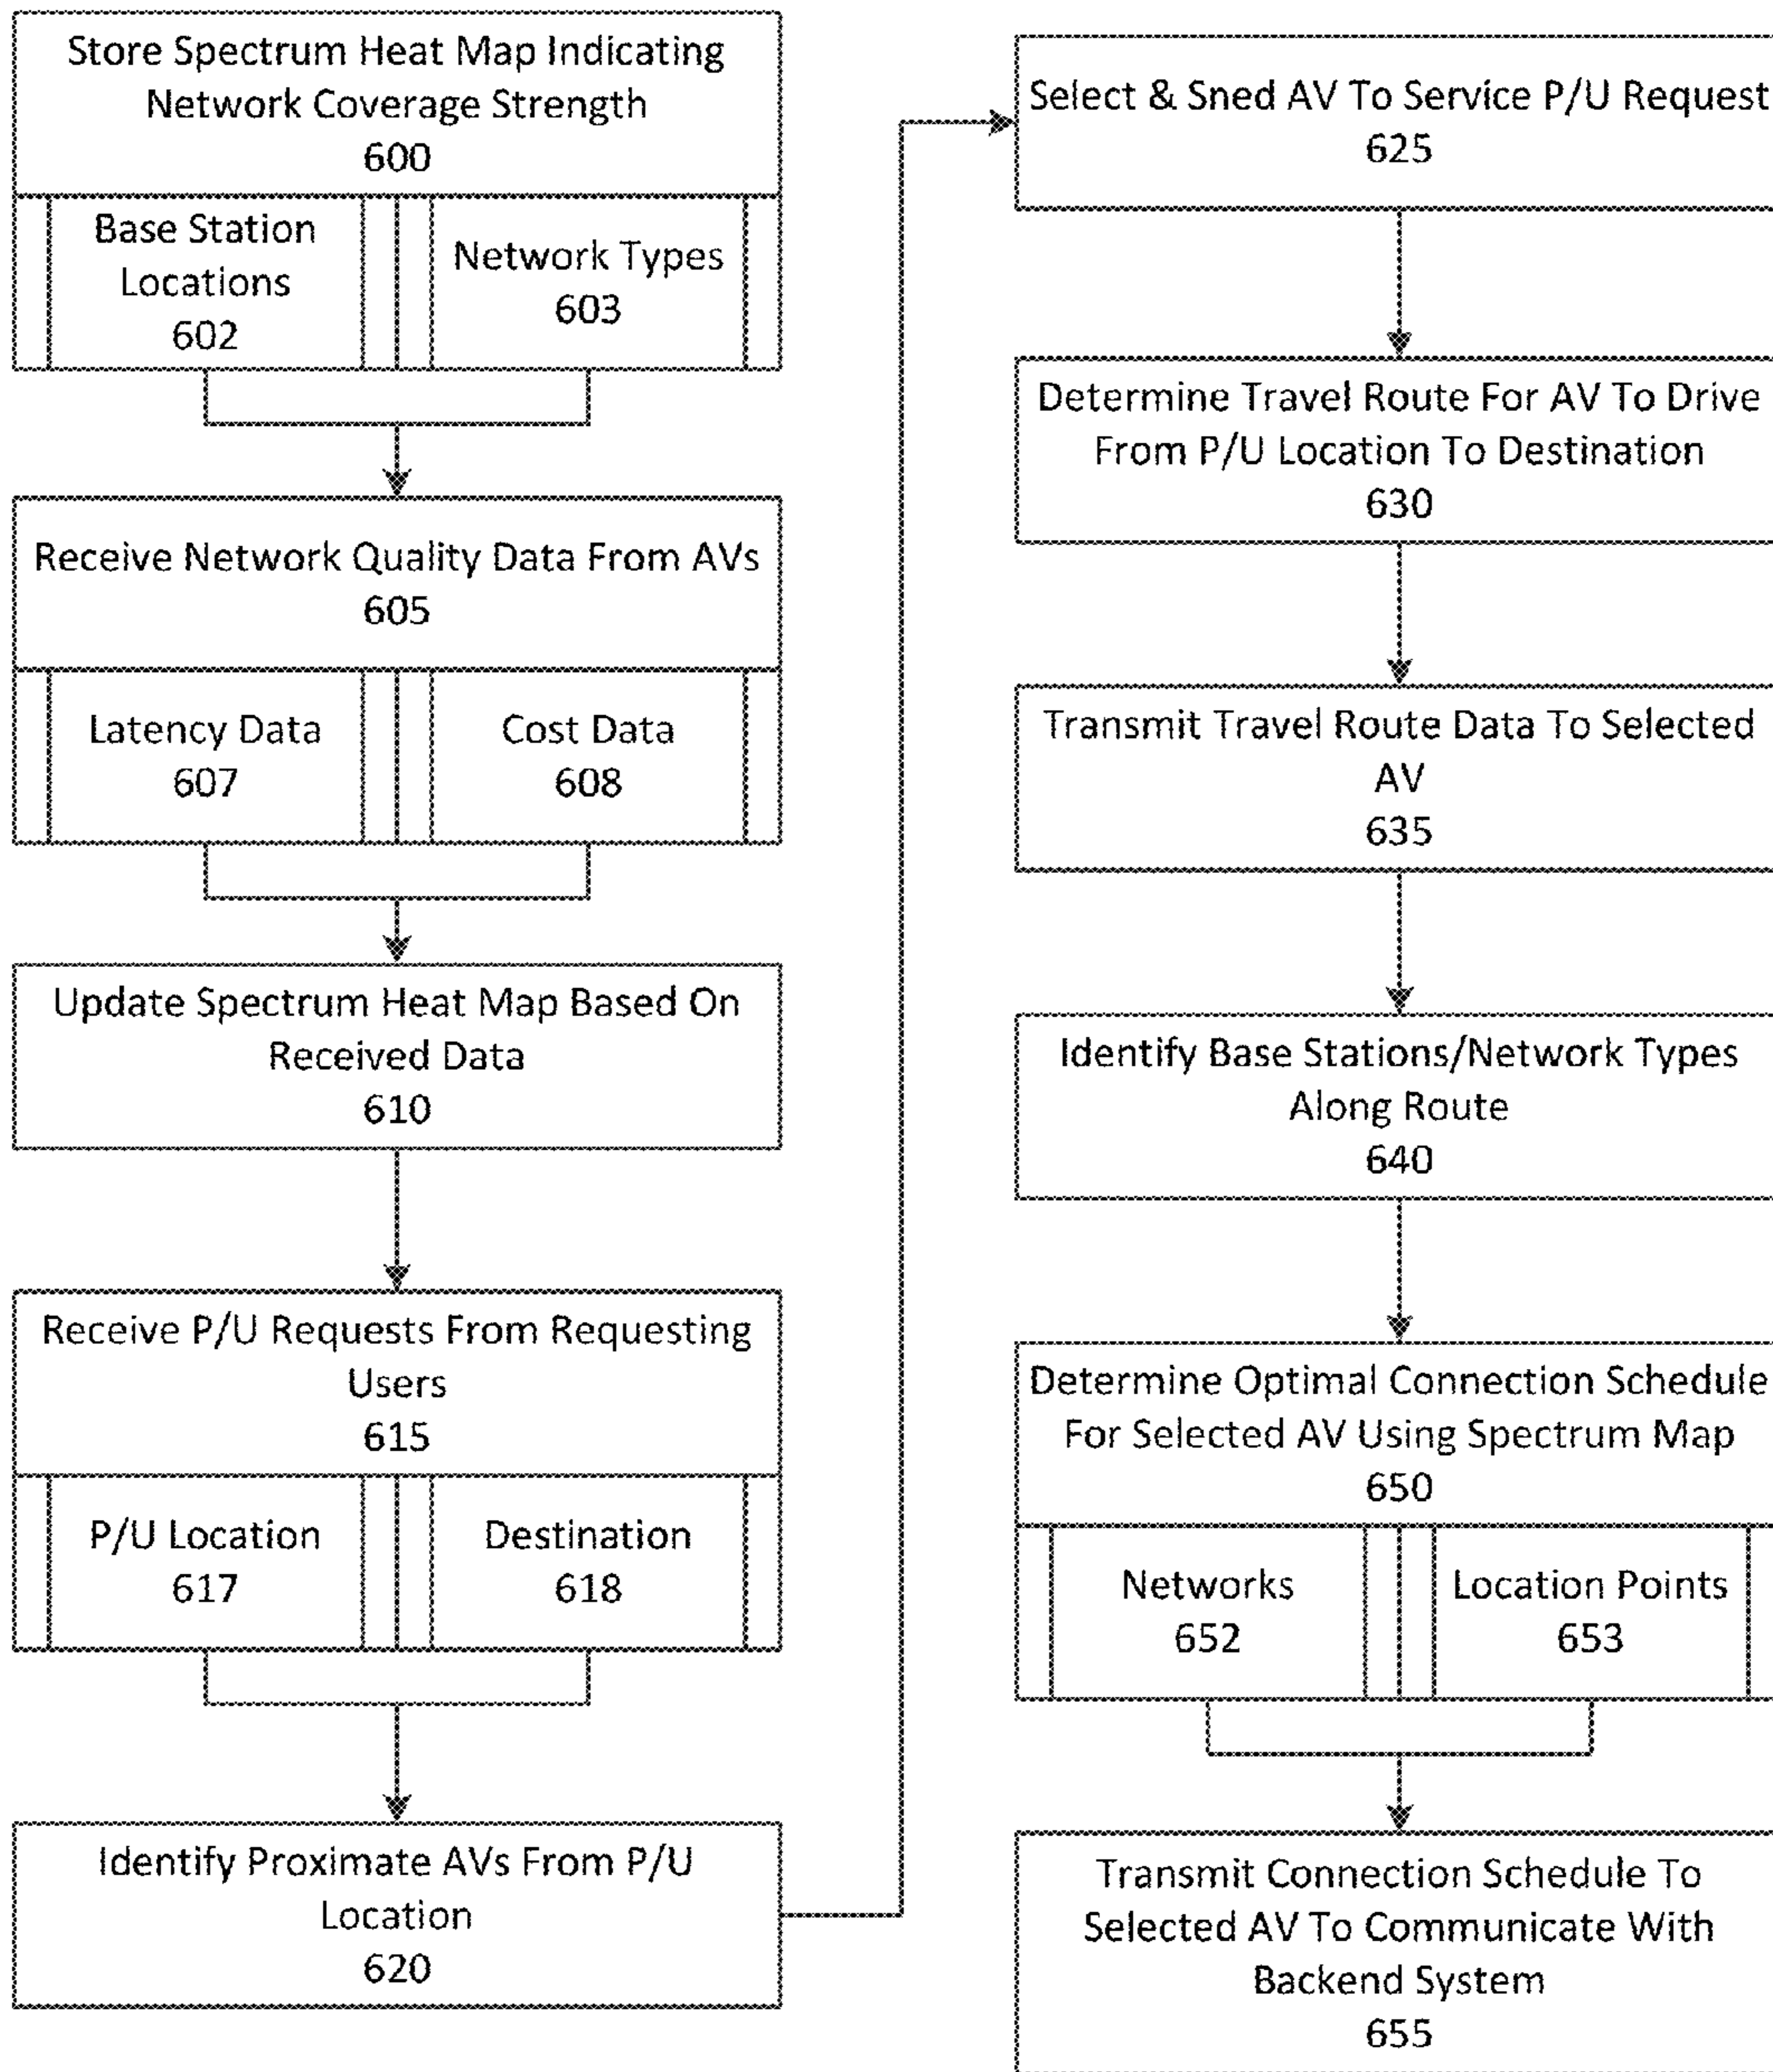 Store Spectrum Heat Map Indicating
Network Coverage Strength
600
Base Station
Locations
602
Network Types
603
Receive Network Quality Data From AVs
605
Latency Data
607
Cost Data
608
Update Spectrum Heat Map Based On
Received Data
610
Receive P/U Requests From Requesting
Users
615
P/U Location
617
Destination
618
Identify Proximate AVs From P/U
Location
620
Select & Sned AV To Service P/U Request
625
Determine Travel Route For AV To Drive
From P/U Location To Destination
630
Transmit Travel Route Data To Selected
AV
635
Identify Base Stations/Network Types
Along Route
640
Determine Optimal Connection Schedule
For Selected AV Using Spectrum Map
650
Networks
652
Location Points
653
Transmit Connection Schedule To
Selected AV To Communicate With
Backend System
655